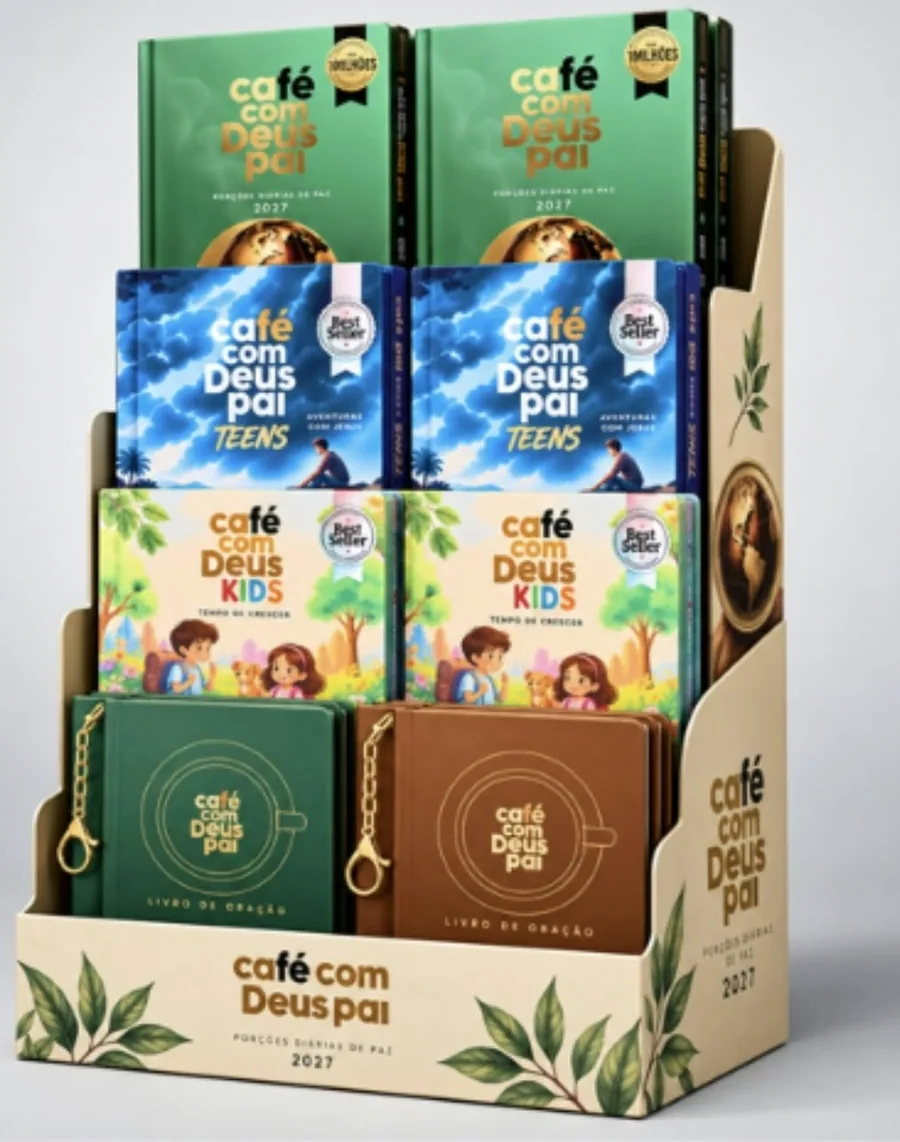 1MILHÕES
café
com
Deus
pai
PORÇÕES DIÁRIAS DE PAZ
2027
1MILHÕES
café
com
Deus
pai
PORÇÕES DIÁRIAS DE PAZ
2027
Best
Seller
café
com
Deus
pai
TEENS
AVENTURAS
COM JESUS
Best
Seller
café
com
Deus
pai
TEENS
AVENTURAS
COM JESUS
TEENS
Best
Seller
café
com
Deus
KIDS
TEMPO DE CRESCER
Best
Seller
café
com
Deus
KIDS
TEMPO DE CRESCER
café
com
Deus
pai
LIVRO DE ORAÇÃO
café
com
Deus
pai
LIVRO DE ORAÇÃO
café
com
Deus
pai
PORÇÕES DIÁRIAS
DE PAZ
2027
café com
Deus pai
PORÇÕES DIÁRIAS DE PAZ
2027